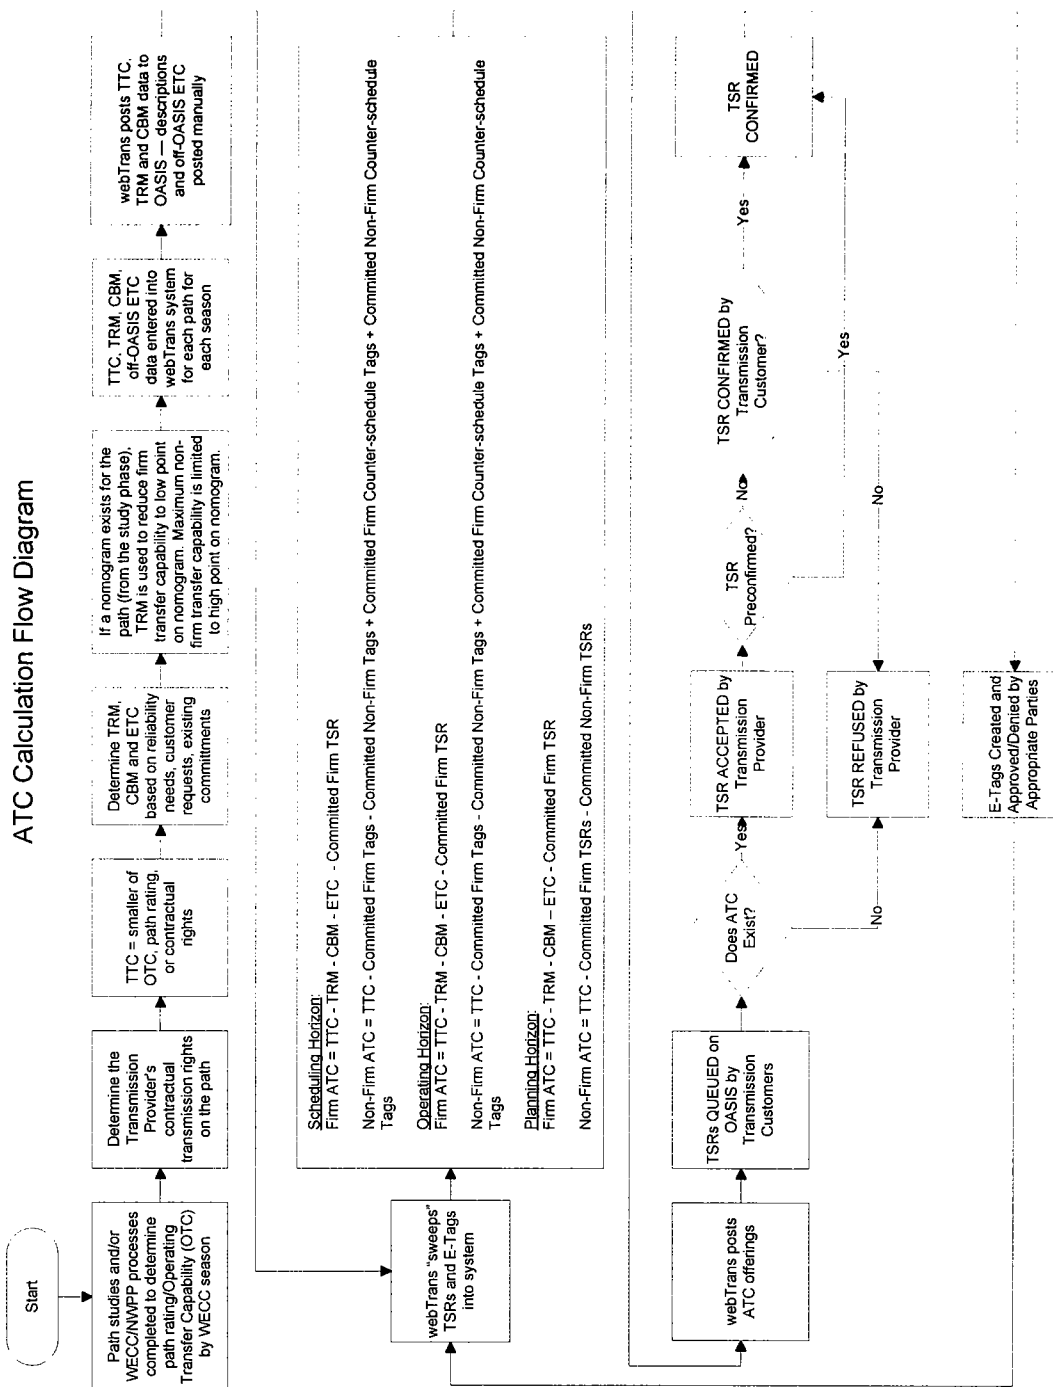 ATC Calculation Flow Diagram
Start
Path studies and/or
WECC/NWPP processes
completed to determine
path rating/Operating
Transfer Capability (OTC)
by WECC season
Determine the
Transmission
Provider's
contractual
transmission rights
on the path
TTC = smaller of
OTC, path rating,
or contractual
rights
Determine TRM,
CBM and ETC
based on reliability
needs, customer
requests, existing
commitments
If a nomogram exists for the
path (from the study phase),
TRM is used to reduce firm
transfer capability to low point
on nomogram. Maximum non-
firm transfer capability is limited
to high point on nomogram.
TTC, TRM, CBM,
off-OASIS ETC
data entered into
webTrans system
for each path for
each season
webTrans posts TTC,
TRM and CBM data to
OASIS — descriptions
and off-OASIS ETC
posted manually
webTrans "sweeps"
TSRs and E-Tags
into system
Scheduling Horizon:
Firm ATC = TTC - TRM - CBM - ETC - Committed Firm TSR
Non-Firm ATC = TTC - Committed Firm Tags - Committed Non-Firm Tags + Committed Firm Counter-schedule Tags + Committed Non-Firm Counter-schedule
Tags
Operating Horizon:
Firm ATC = TTC - TRM - CBM - ETC - Committed Firm TSR
Non-Firm ATC = TTC - Committed Firm Tags - Committed Non-Firm Tags + Committed Firm Counter-schedule Tags + Committed Non-Firm Counter-schedule
Tags
Planning Horizon:
Firm ATC = TTC - TRM - CBM – ETC - Committed Firm TSR
Non-Firm ATC = TTC - Committed Firm TSRs - Committed Non-Firm TSRs
webTrans posts
ATC offerings
TSRs QUEUED on
OASIS by
Transmission
Customers
Does ATC
Exist?
Yes
No
TSR ACCEPTED by
Transmission
Provider
TSR
Preconfirmed?
No
Yes
TSR CONFIRMED by
Transmission
Customer?
Yes
No
TSR
CONFIRMED
TSR REFUSED by
Transmission
Provider
E-Tags Created and
Approved/Denied by
Appropriate Parties